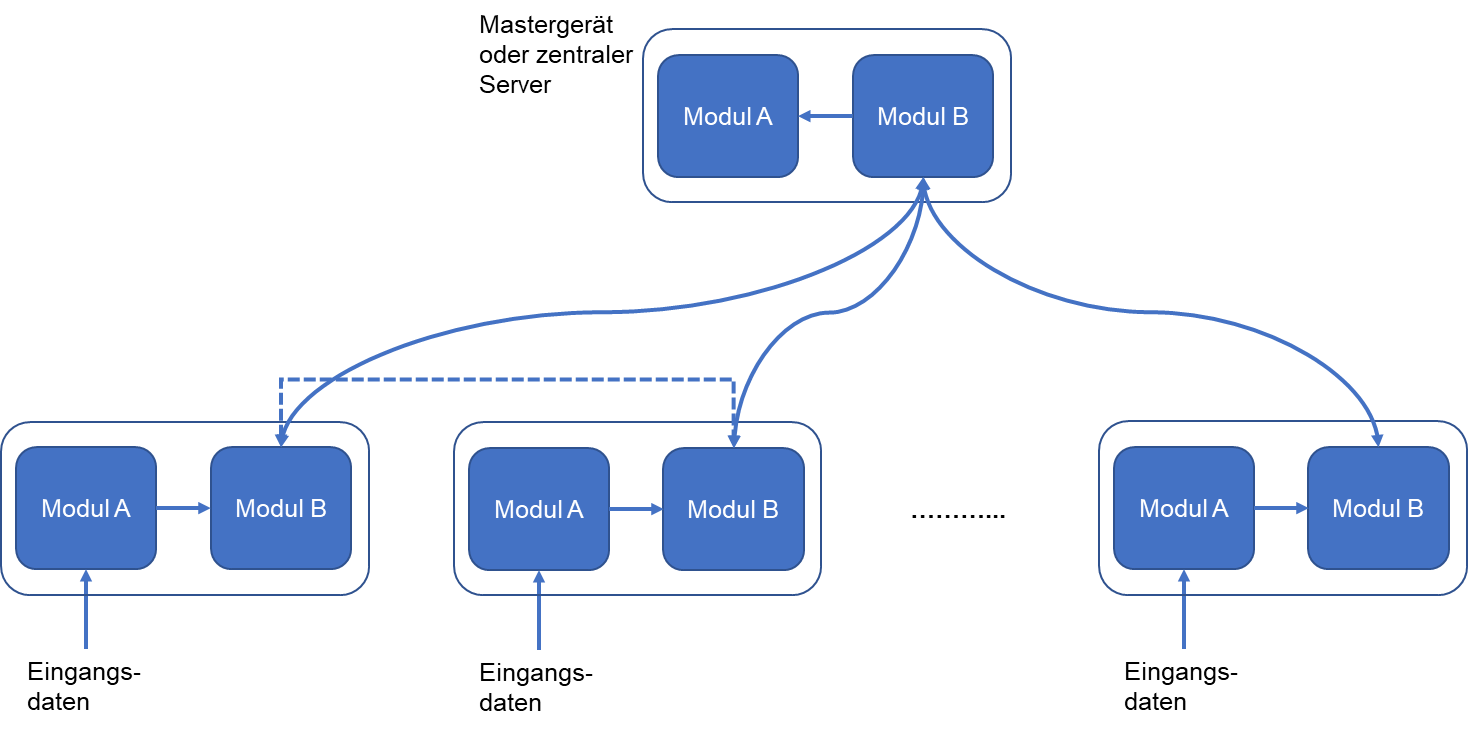 Mastergerät
oder zentraler
Server
Modul A
Modul B
Modul A
Modul B
Modul A
Modul B
...........
Modul A
Modul B
Eingangs-
daten
Eingangs-
daten
Eingangs-
daten